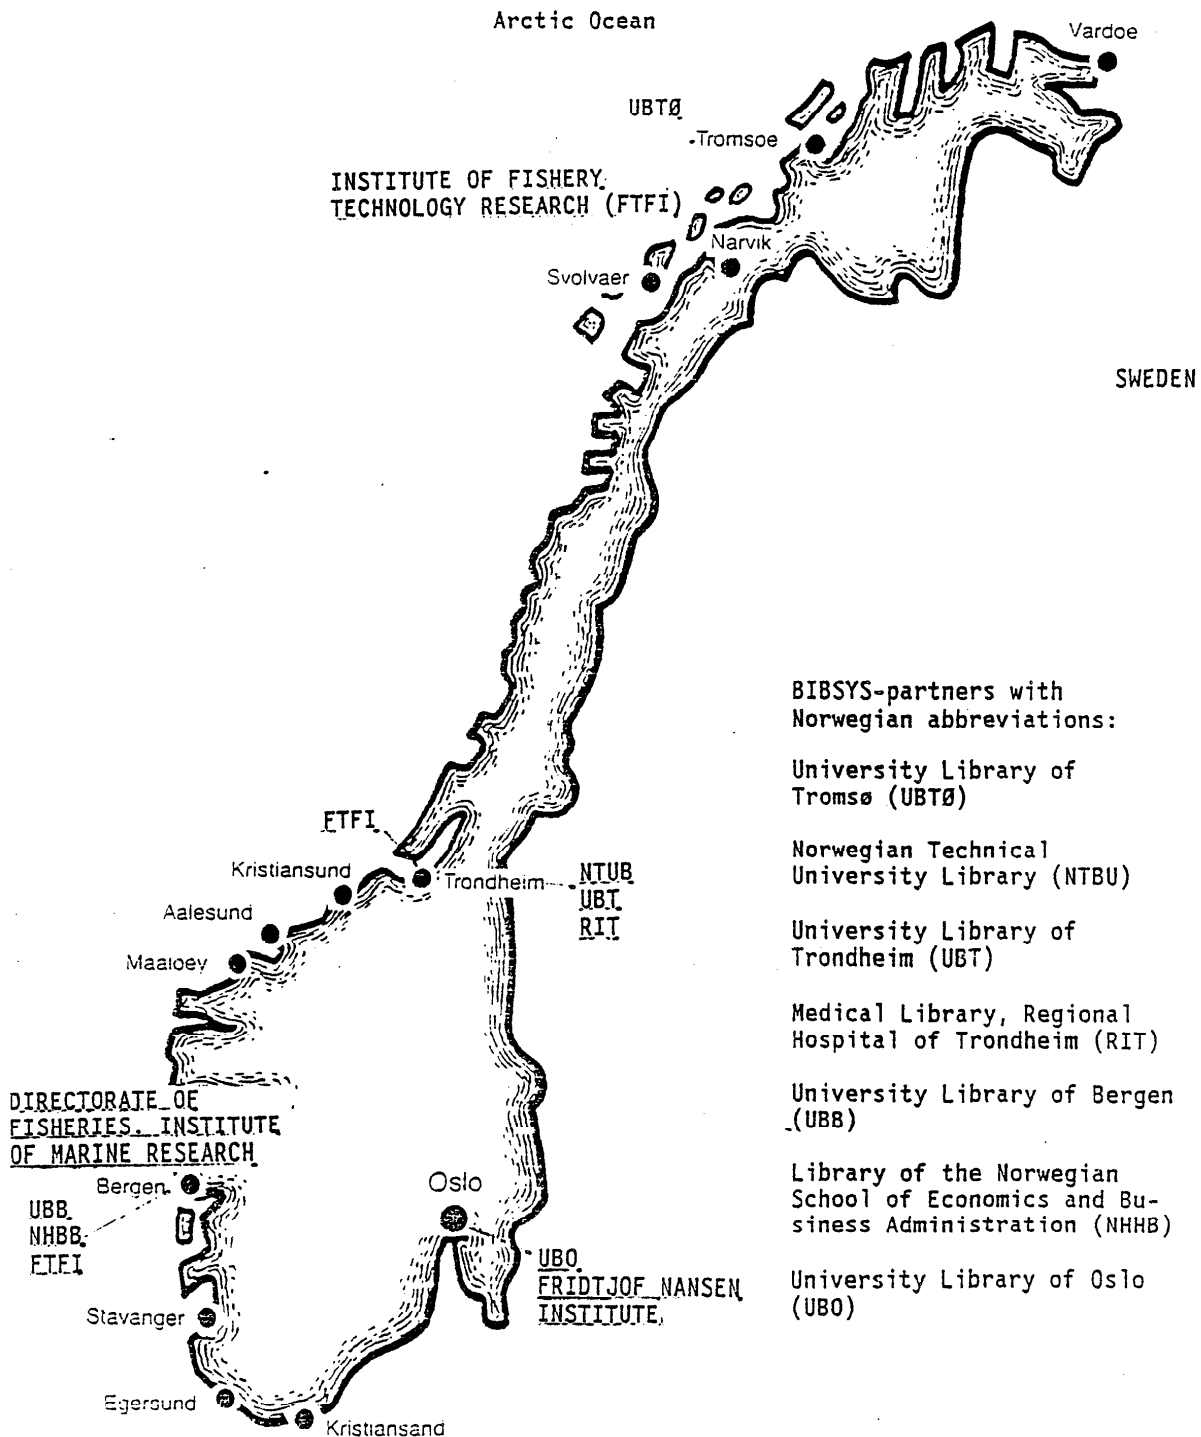 Arctic Ocean
Vardoe
UBTØ
Tromsoe
INSTITUTE OF FISHERY
TECHNOLOGY RESEARCH (FTFI)
Narvik
Svolvaer
SWEDEN
BIBSYS-partners with
Norwegian abbreviations:
University Library of
Tromsø (UBTØ)
Norwegian Technical
University Library (NTBU)
University Library of
Trondheim (UBT)
Medical Library, Regional
Hospital of Trondheim (RIT)
University Library of Bergen
(UBB)
Library of the Norwegian
School of Economics and Bu-
siness Administration (NHHB)
University Library of Oslo
(UBO)
FTFI
Kristiansund
Trondheim
NTUB
UBT
RIT
Aalesund
Maaloey
DIRECTORATE OF
FISHERIES. INSTITUTE
OF MARINE RESEARCH
Bergen
UBB
NHBB
FTFI
Oslo
UBO
FRIDTJOF NANSEN
INSTITUTE
Stavanger
Egersund
Kristiansand